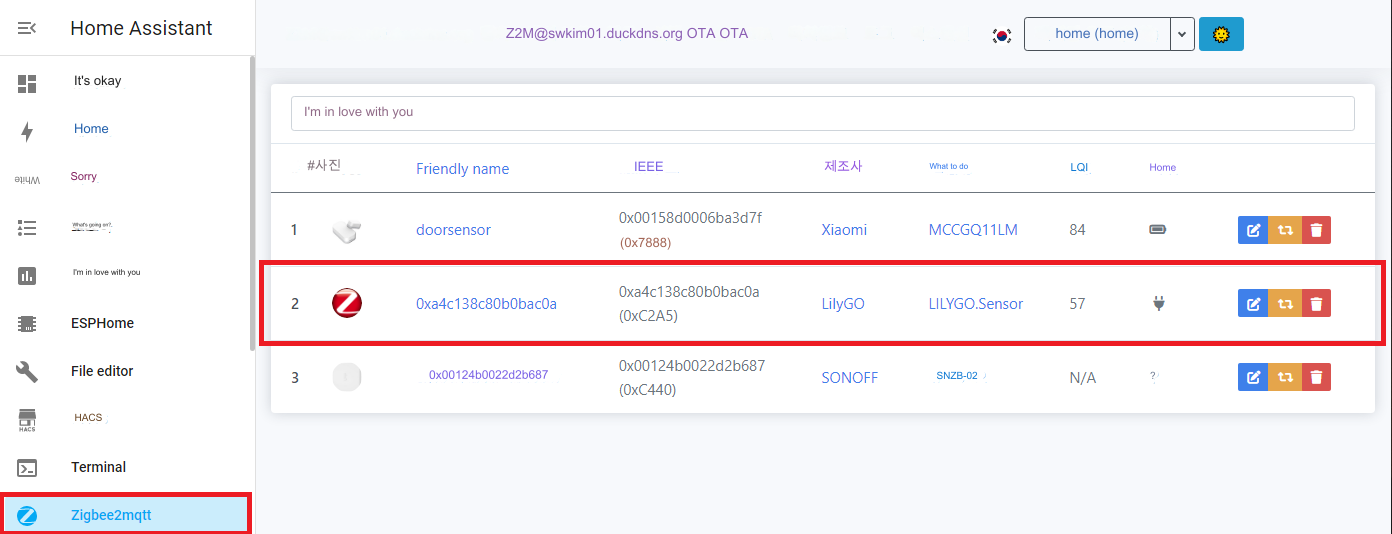 Home Assistant
It's okay
Home
White
Sorry
What's going on?.
I'm in love with you
ESPHome
File editor
HACS
HACS
Terminal
Zigbee2mqtt
Z2M@swkim01.duckdns.org OTA OTA
home (home)
I'm in love with you
#사진 Friendly name IEEE 제조사 What to do LQI Home
1 doorsensor 0x00158d0006ba3d7f (0x7888) Xiaomi MCCGQ11LM 84
2 0xa4c138c80b0bac0a 0xa4c138c80b0bac0a (0xC2A5) LilyGO LILYGO.Sensor 57
3 0x00124b0022d2b687 0x00124b0022d2b687 (0xC440) SONOFF SNZB-02 N/A ?